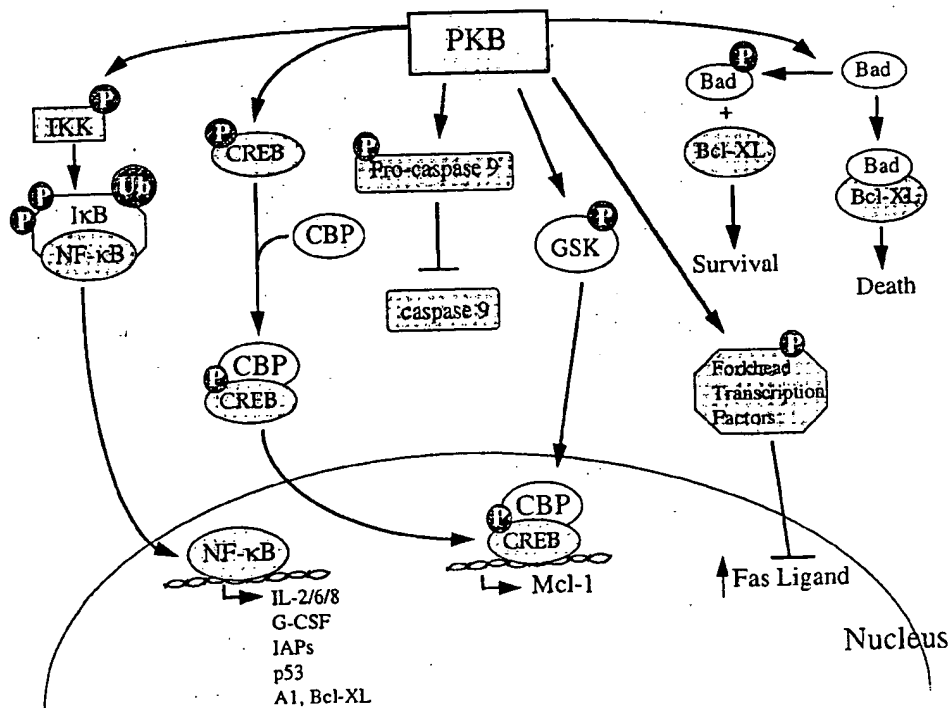 PKB
P
IKK
P
P
Ub
IκB
NF-κB
P
CREB
CBP
CBP
P
CREB
P
Pro-caspase 9
caspase 9
P
GSK
P
Bad
+
Bcl-XL
Survival
Bad
Bad
Bcl-XL
Death
P
Forkhead
Transcription
Factors
NF-κB
IL-2/6/8
G-CSF
IAPs
p53
A1, Bcl-XL
CBP
P
CREB
Mcl-1
Fas Ligand
Nucleus